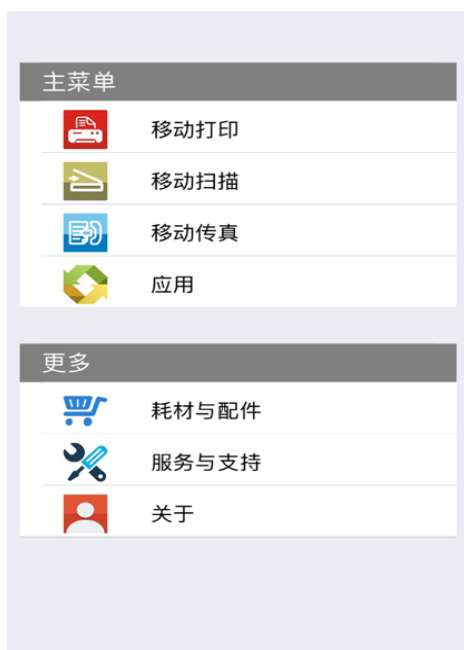 主菜单
移动打印
移动扫描
移动传真
应用
更多
耗材与配件
服务与支持
关于